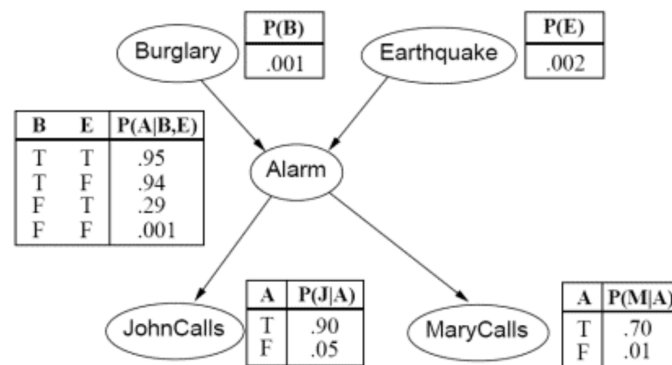 Burglary
P(B)
.001
Earthquake
P(E)
.002
B E P(A|B,E)
T T .95
T F .94
F T .29
F F .001
Alarm
JohnCalls
A P(J|A)
T .90
F .05
MaryCalls
A P(M|A)
T .70
F .01